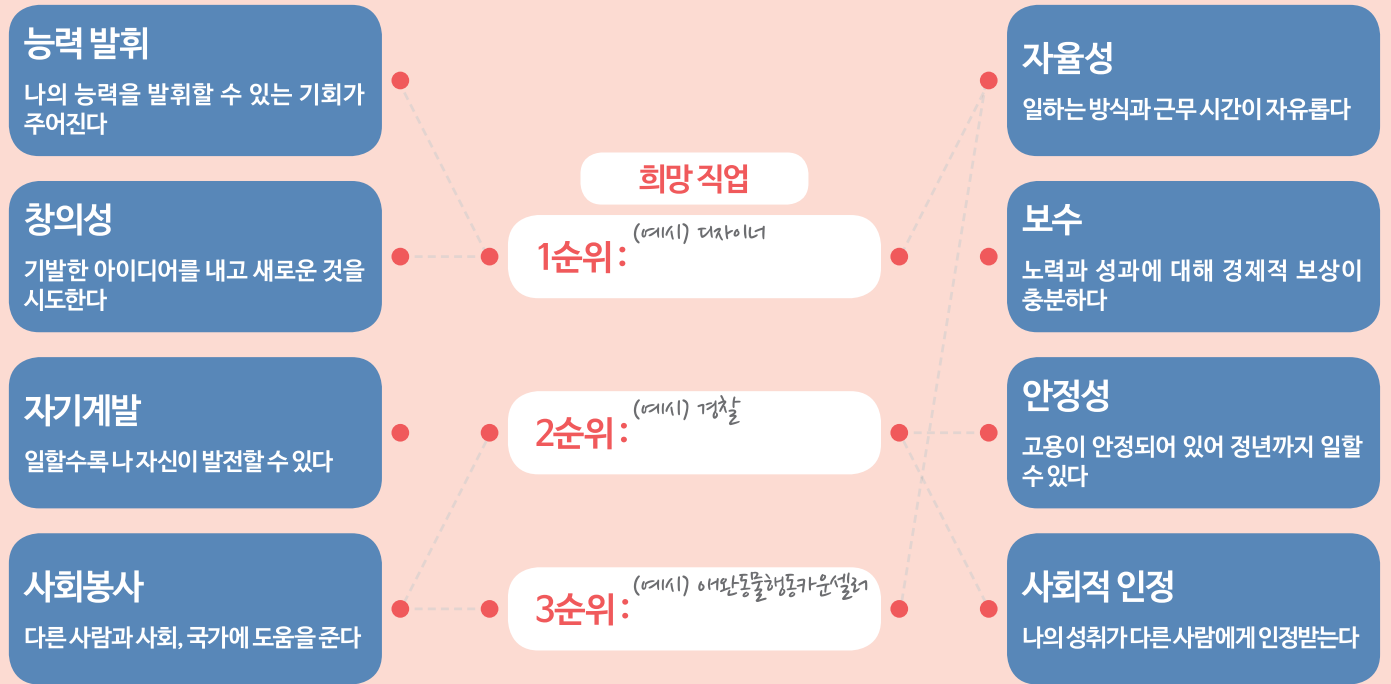 능력 발휘
나의 능력을 발휘할 수 있는 기회가
주어진다
창의성
기발한 아이디어를 내고 새로운 것을
시도한다
자기계발
일할수록 나 자신이 발전할 수 있다
사회봉사
다른 사람과 사회, 국가에 도움을 준다
희망 직업
1순위 : (예시) 디자이너
2순위 : (예시) 경찰
3순위 : (예시) 애완동물행동카운셀러
자율성
일하는 방식과 근무 시간이 자유롭다
보수
노력과 성과에 대해 경제적 보상이
충분하다
안정성
고용이 안정되어 있어 정년까지 일할
수 있다
사회적 인정
나의 성취가 다른 사람에게 인정받는다